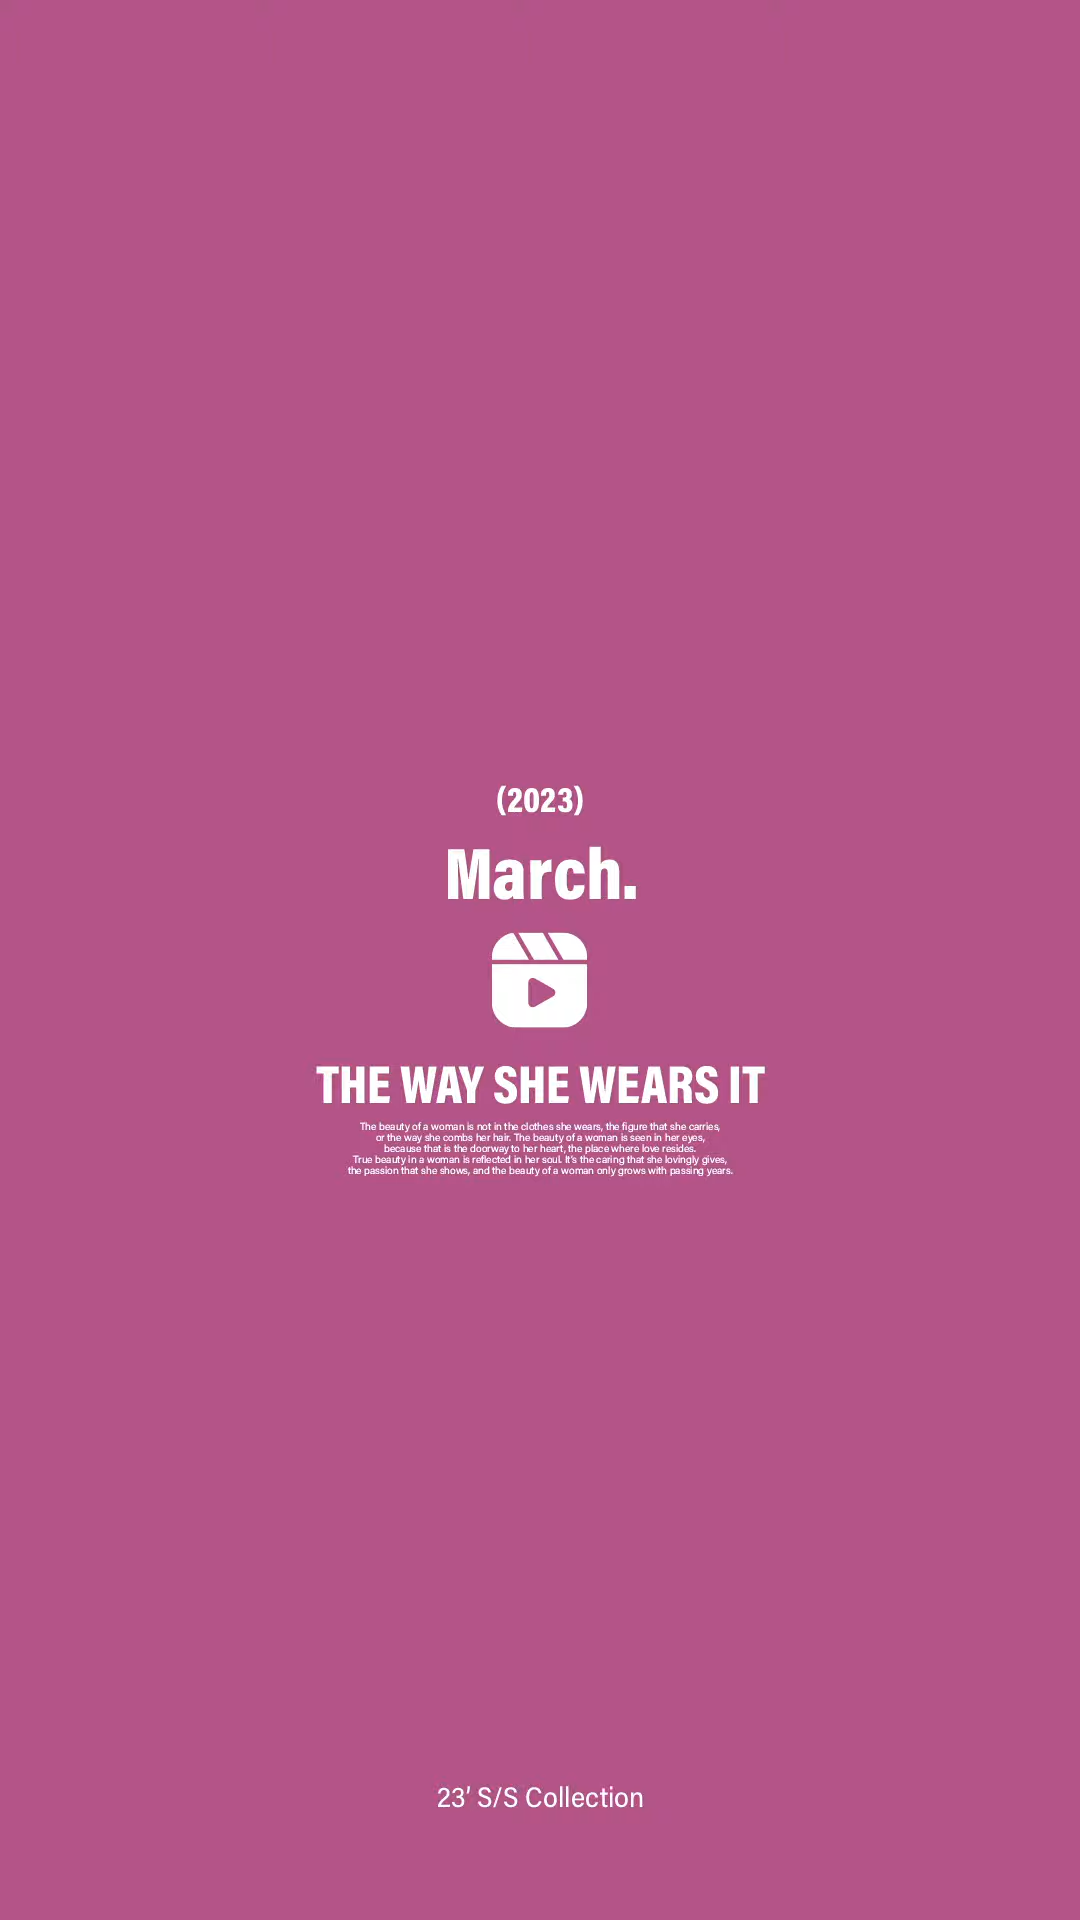 (2023)
March.
THE WAY SHE WEARS IT
The beauty of a woman is not in the clothes she wears, the figure that she carries,
or the way she combs her hair. The beauty of a woman is seen in her eyes,
because that is the doorway to her heart, the place where love resides.
True beauty in a woman is reflected in her soul. It's the caring that she lovingly gives,
the passion that she shows, and the beauty of a woman only grows with passing years.
23’ S/S Collection